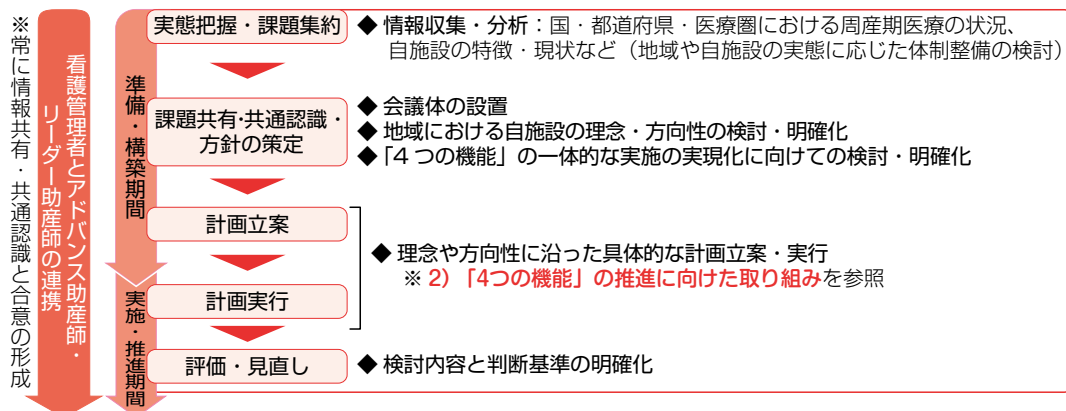 ※常に情報共有・共通認識と合意の形成
看護管理者とアドバンス助産師・
リーダー助産師の連携
準備・構築期間
実施・推進期間
実態把握・課題集約
◆ 情報収集・分析：国・都道府県・医療圏における周産期医療の状況、
自施設の特徴・現状など（地域や自施設の実態に応じた体制整備の検討）
課題共有・共通認識・
方針の策定
◆ 会議体の設置
◆ 地域における自施設の理念・方向性の検討・明確化
◆「4 つの機能」の一体的な実施の実現化に向けての検討・明確化
計画立案
計画実行
◆ 理念や方向性に沿った具体的な計画立案・実行
※ 2）「4つの機能」の推進に向けた取り組みを参照
評価・見直し
◆ 検討内容と判断基準の明確化